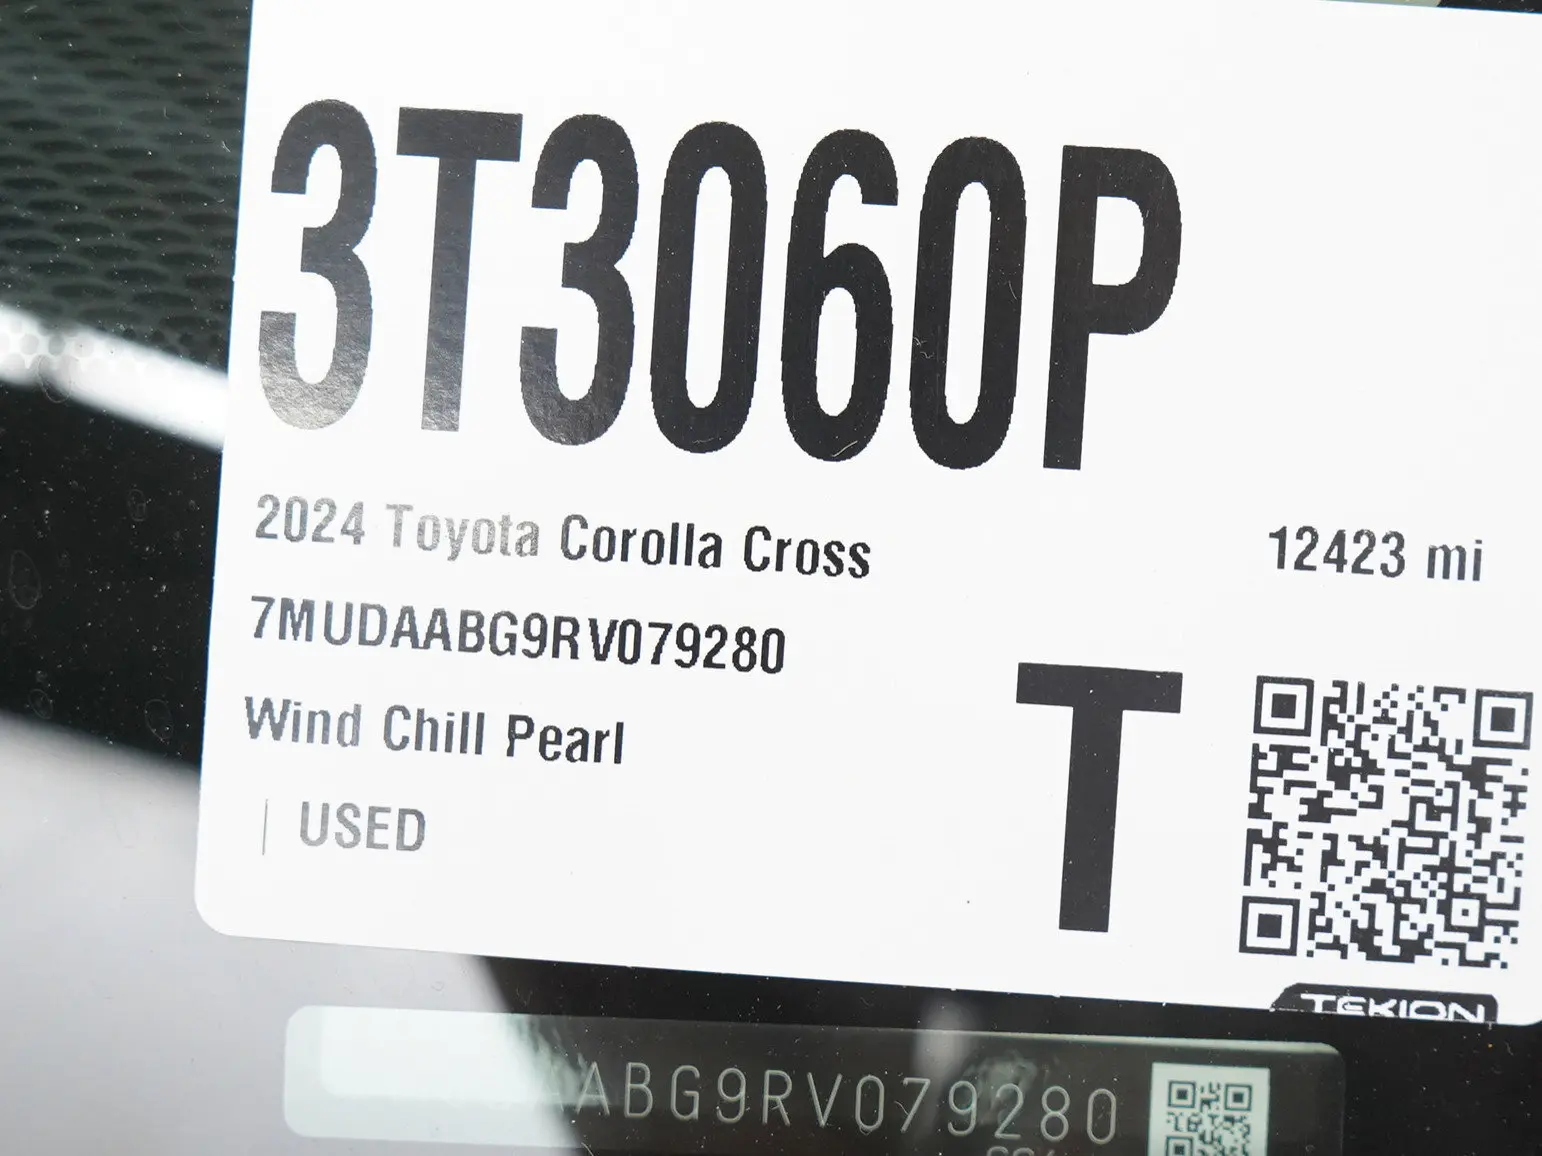 3T3060P
2024 Toyota Corolla Cross
12423 mi
7MUDAABG9RV079280
Wind Chill Pearl
T
| USED
TEKION
ABG9RV079280